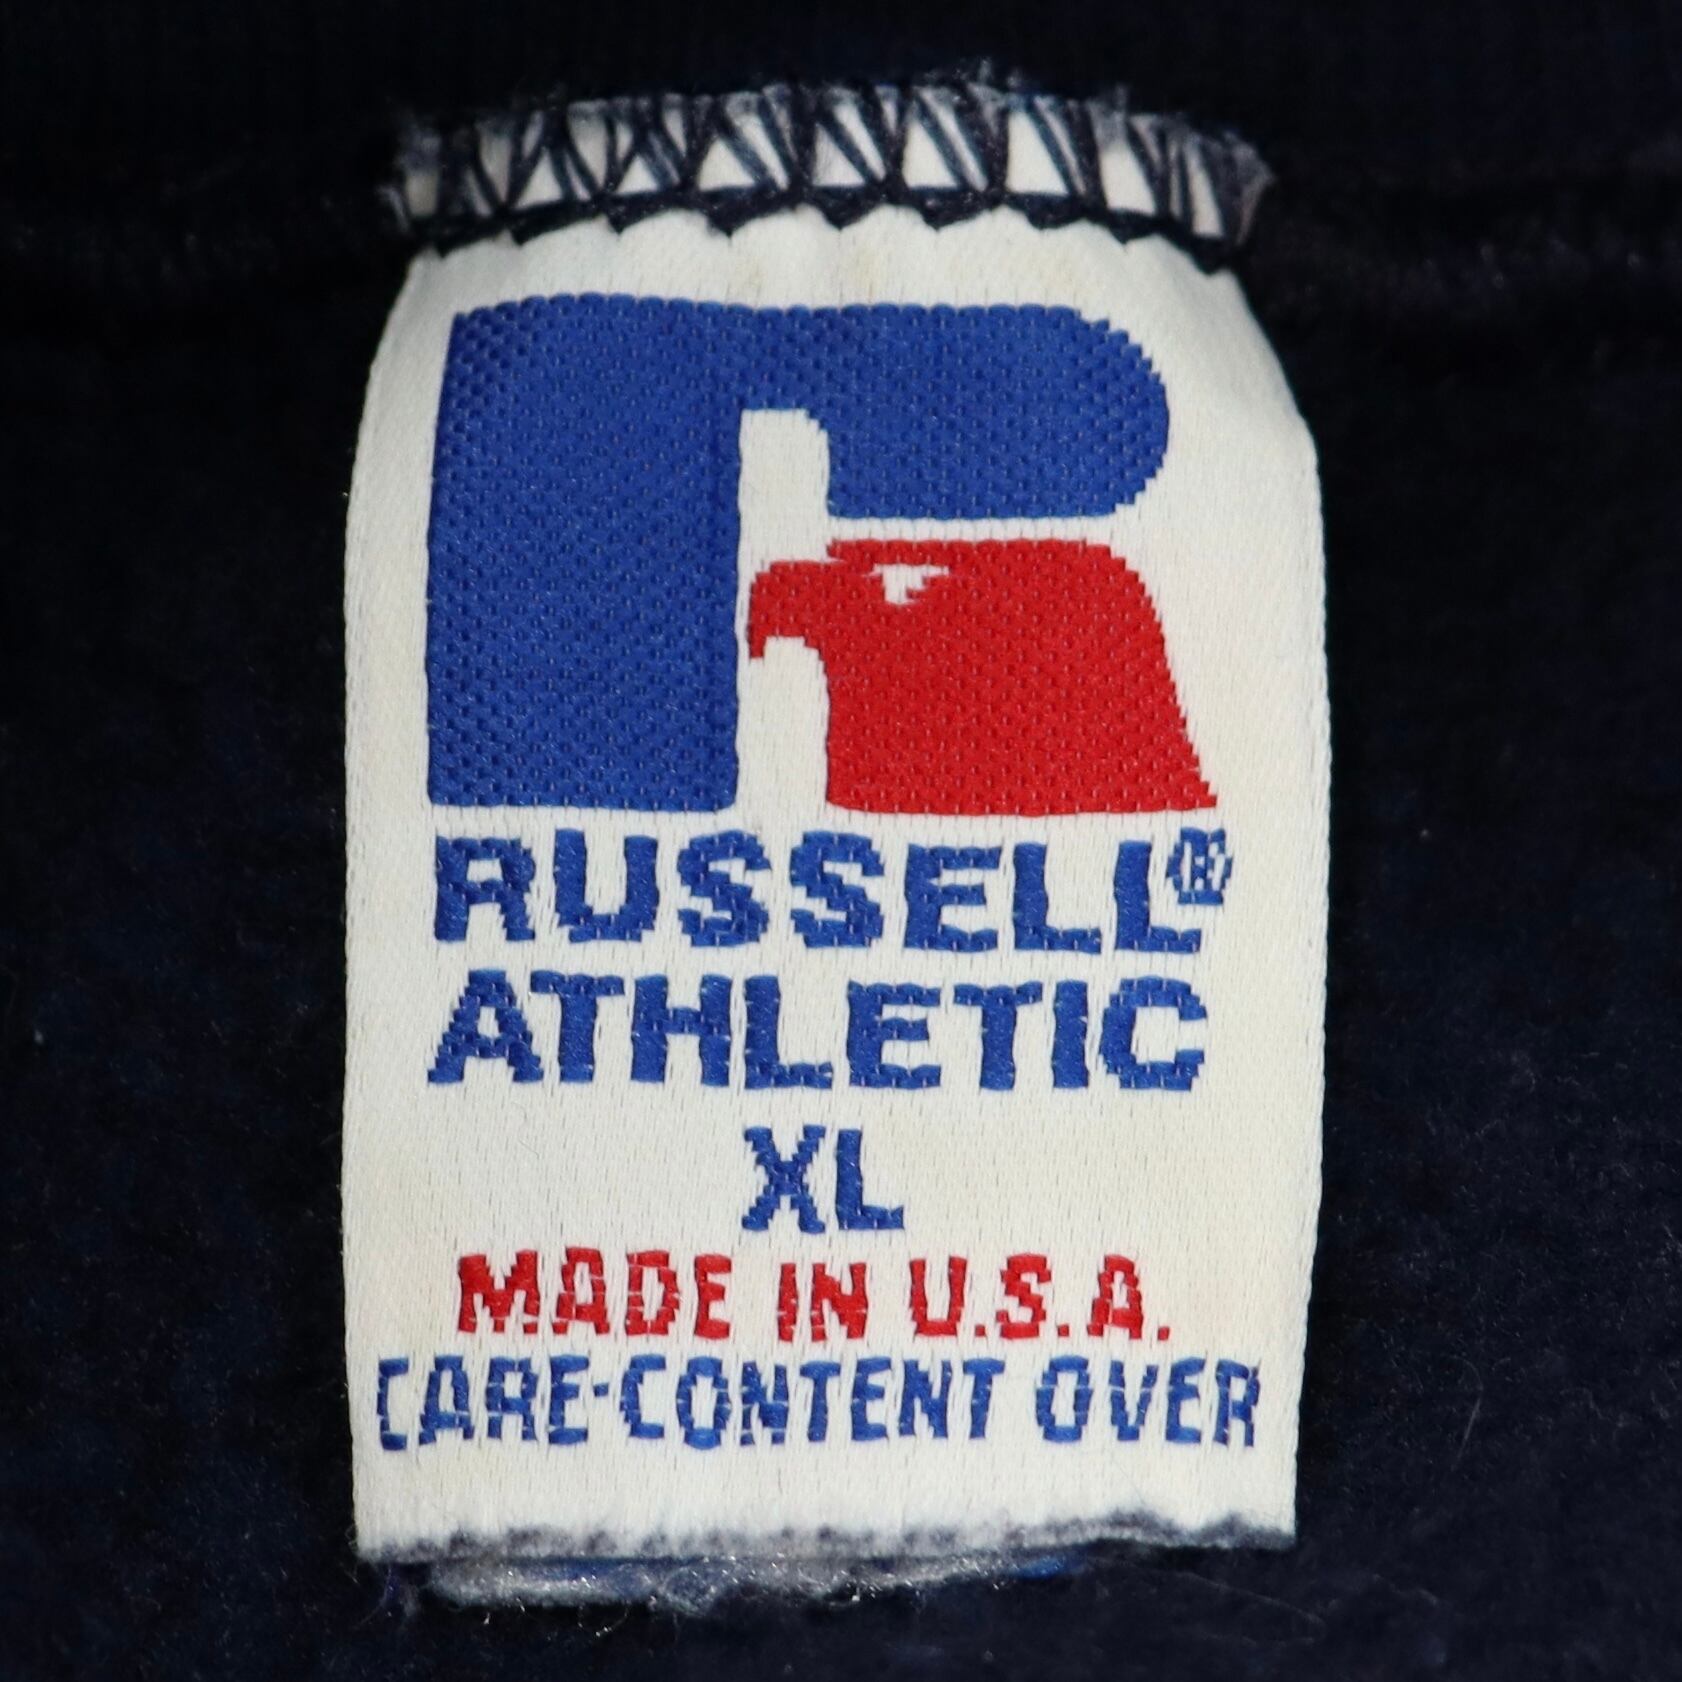 RUSSELL®
ATHLETIC
XL
MADE IN U.S.A.
CARE-CONTENT OVER